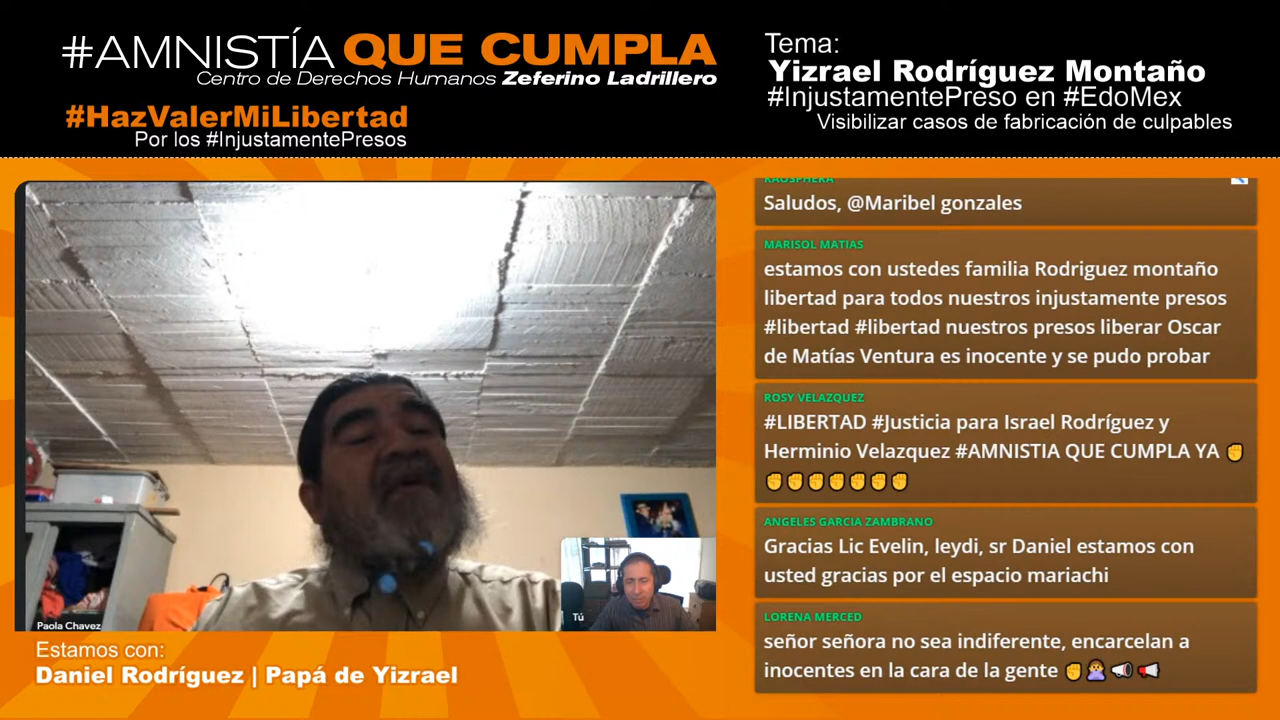 #AMNISTÍA QUE CUMPLA
Centro de Derechos Humanos Zeferino Ladrillero
#HazValerMiLibertad
Por los #InjustamentePresos
Tema:
Yizrael Rodríguez Montaño
#InjustamentePreso en #EdoMex
Visibilizar casos de fabricación de culpables
Paola Chavez
Tú
Estamos con:
Daniel Rodríguez | Papá de Yizrael
KAOSPHERA
Saludos, @Maribel gonzales
MARISOL MATIAS
estamos con ustedes familia Rodriguez montaño
libertad para todos nuestros injustamente presos
#libertad #libertad nuestros presos liberar Oscar
de Matías Ventura es inocente y se pudo probar
ROSY VELAZQUEZ
#LIBERTAD #Justicia para Israel Rodríguez y
Herminio Velazquez #AMNISTIA QUE CUMPLA YA ✊
✊✊✊✊✊✊✊
ANGELES GARCIA ZAMBRANO
Gracias Lic Evelin, leydi, sr Daniel estamos con
usted gracias por el espacio mariachi
LORENA MERCED
señor señora no sea indiferente, encarcelan a
inocentes en la cara de la gente ✊🙅📢📢